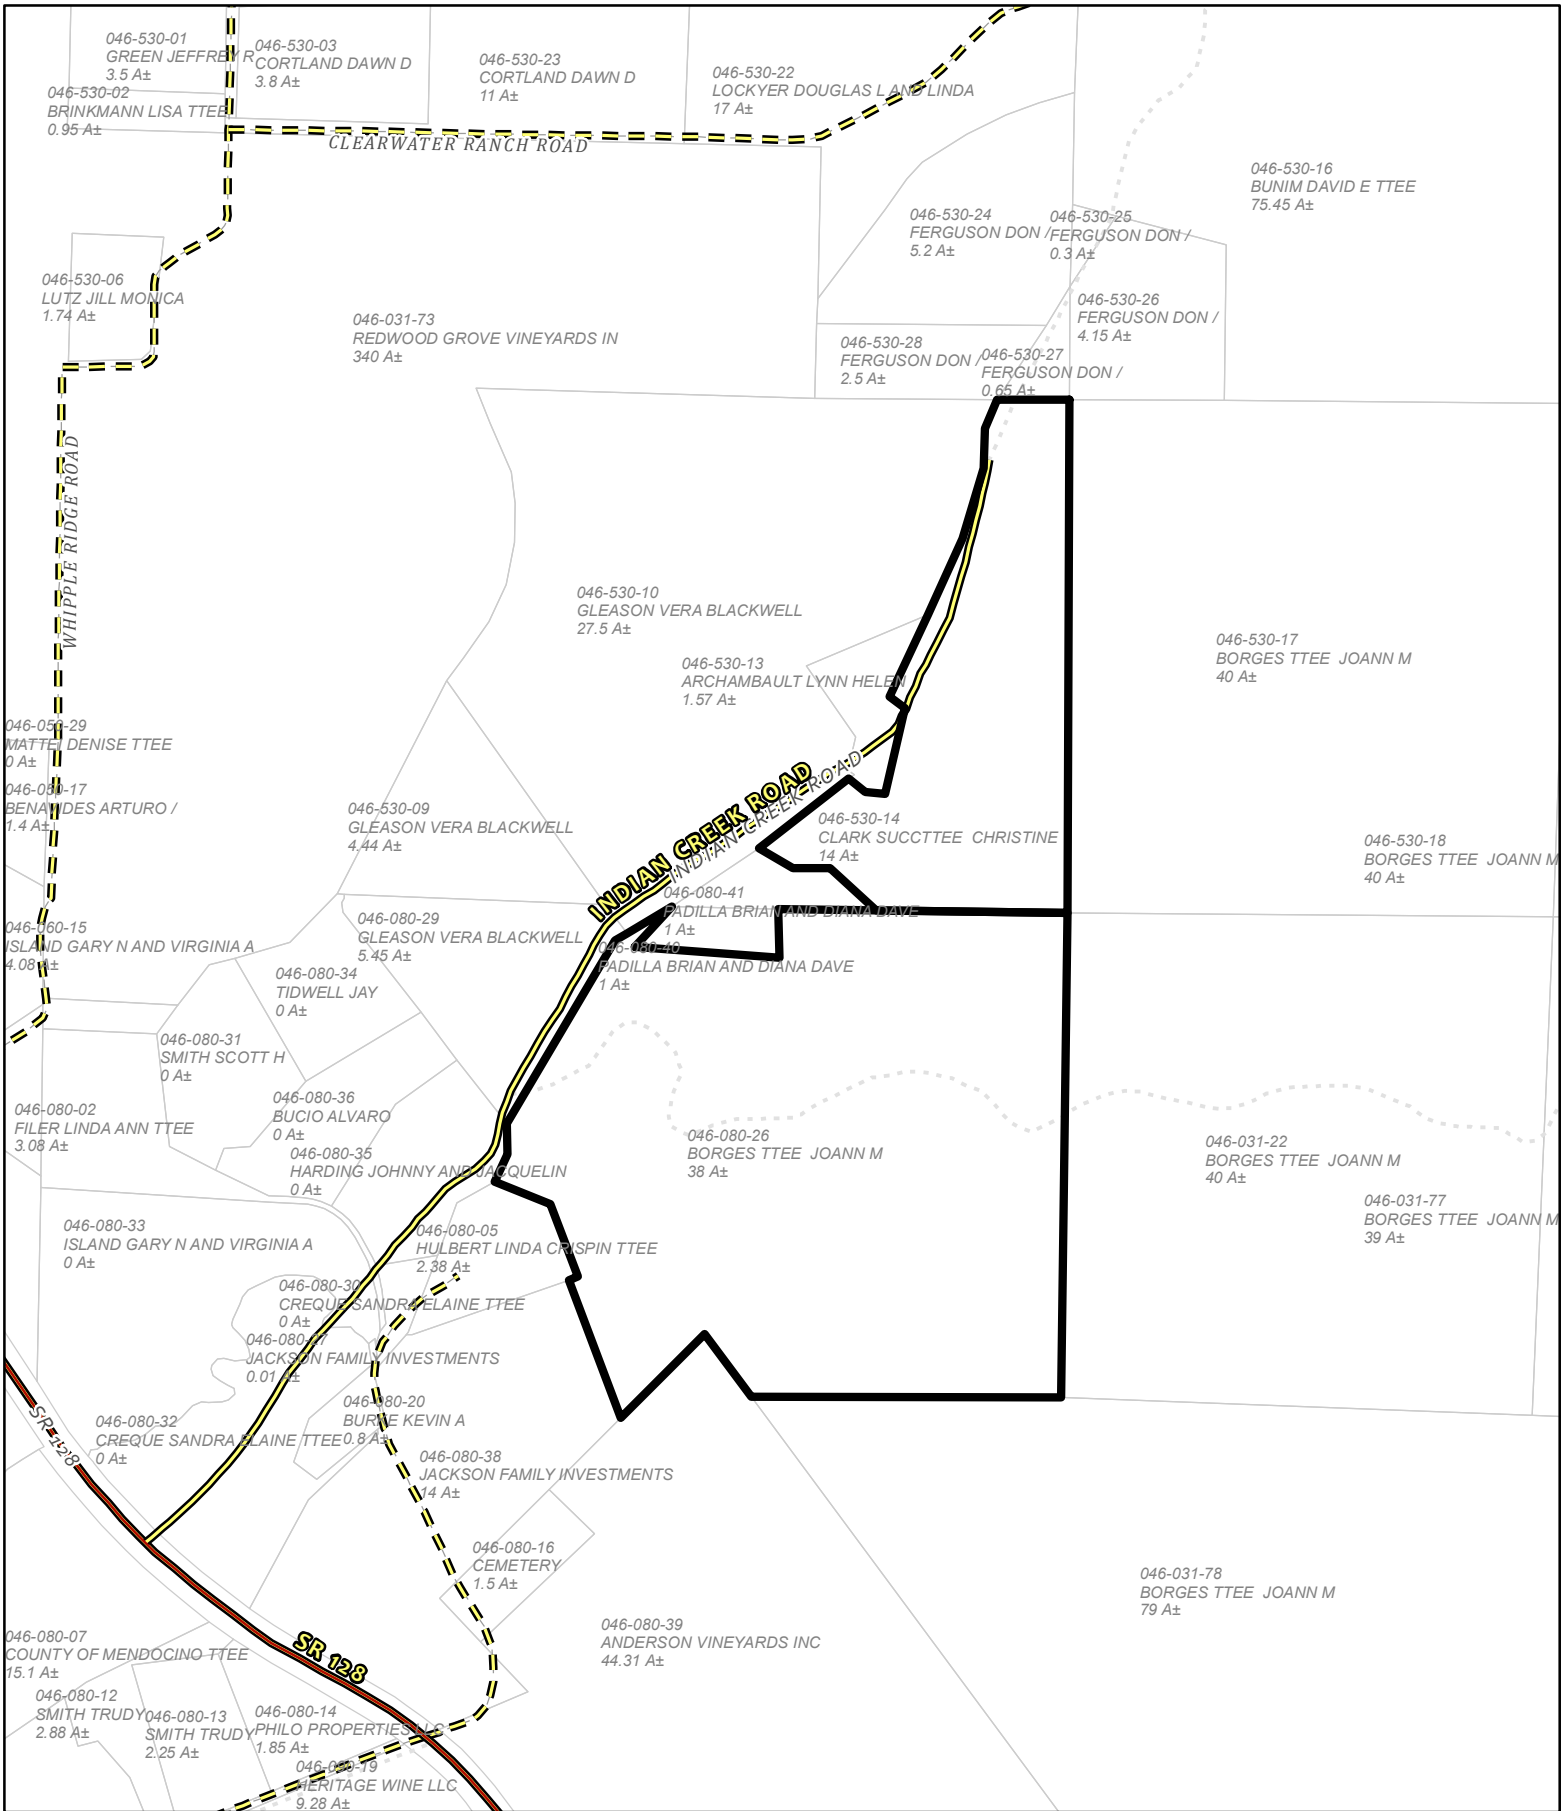 046-530-01
GREEN JEFFREY R
3.5 A±
046-530-03
CORTLAND DAWN D
3.8 A±
046-530-23
CORTLAND DAWN D
11 A±
046-530-22
LOCKYER DOUGLAS L AND LINDA
17 A±
046-530-02
BRINKMANN LISA TTEE
0.95 A±
CLEARWATER RANCH ROAD
046-530-16
BUNIM DAVID E TTEE
75.45 A±
046-530-24
FERGUSON DON /
5.2 A±
046-530-25
FERGUSON DON /
0.3 A±
046-530-06
LUTZ JILL MONICA
1.74 A±
046-530-26
FERGUSON DON /
4.15 A±
046-031-73
REDWOOD GROVE VINEYARDS IN
340 A±
046-530-28
FERGUSON DON /
2.5 A±
046-530-27
FERGUSON DON /
0.65 A±
WHIPPLE RIDGE ROAD
046-530-10
GLEASON VERA BLACKWELL
27.5 A±
046-530-17
BORGES TTEE JOANN M
40 A±
046-530-13
ARCHAMBAULT LYNN HELEN
1.57 A±
046-050-29
MATTEI DENISE TTEE
0 A±
046-050-17
BENAVIDES ARTURO /
1.4 A±
INDIAN CREEK ROAD
INDIAN CREEK ROAD
046-530-09
GLEASON VERA BLACKWELL
4.44 A±
046-530-14
CLARK SUCCTTEE CHRISTINE
14 A±
046-530-18
BORGES TTEE JOANN M
40 A±
046-080-41
PADILLA BRIAN AND DIANA DAVE
1 A±
046-080-29
GLEASON VERA BLACKWELL
5.45 A±
046-060-15
ISLAND GARY N AND VIRGINIA A
4.08 A±
046-080-40
PADILLA BRIAN AND DIANA DAVE
1 A±
046-080-34
TIDWELL JAY
0 A±
046-080-31
SMITH SCOTT H
0 A±
046-080-36
BUCIO ALVARO
0 A±
046-080-02
FILER LINDA ANN TTEE
3.08 A±
046-080-26
BORGES TTEE JOANN M
38 A±
046-031-22
BORGES TTEE JOANN M
40 A±
046-080-35
HARDING JOHNNY AND JACQUELIN
0 A±
046-031-77
BORGES TTEE JOANN M
39 A±
046-080-33
ISLAND GARY N AND VIRGINIA A
0 A±
046-080-05
HULBERT LINDA CRISPIN TTEE
2.38 A±
046-080-30
CREQUE SANDRA ELAINE TTEE
0 A±
046-080-27
JACKSON FAMILY INVESTMENTS
0.01 A±
046-080-20
BURKE KEVIN A
0.8 A±
SR 128
046-080-32
CREQUE SANDRA ELAINE TTEE
0 A±
046-080-38
JACKSON FAMILY INVESTMENTS
14 A±
046-080-16
CEMETERY
1.5 A±
046-031-78
BORGES TTEE JOANN M
79 A±
046-080-39
ANDERSON VINEYARDS INC
44.31 A±
046-080-07
COUNTY OF MENDOCINO TTEE
15.1 A±
SR 128
046-080-12
SMITH TRUDY
2.88 A±
046-080-13
SMITH TRUDY
2.25 A±
046-080-14
PHILO PROPERTIES LLC
1.85 A±
HERITAGE WINE LLC
9.28 A±